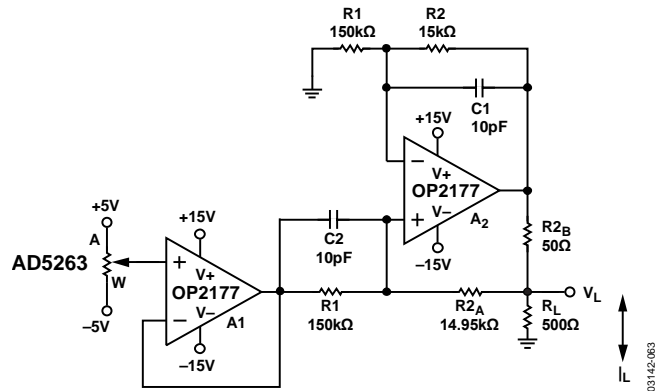 R1
150kΩ
R2
15kΩ
C1
10pF
+15V
V+
OP2177
V–
A2
–15V
+5V
A
AD5263
W
–5V
+15V
V+
OP2177
V–
A1
–15V
C2
10pF
R1
150kΩ
R2A
14.95kΩ
R2B
50Ω
VL
RL
500Ω
IL
03142-063